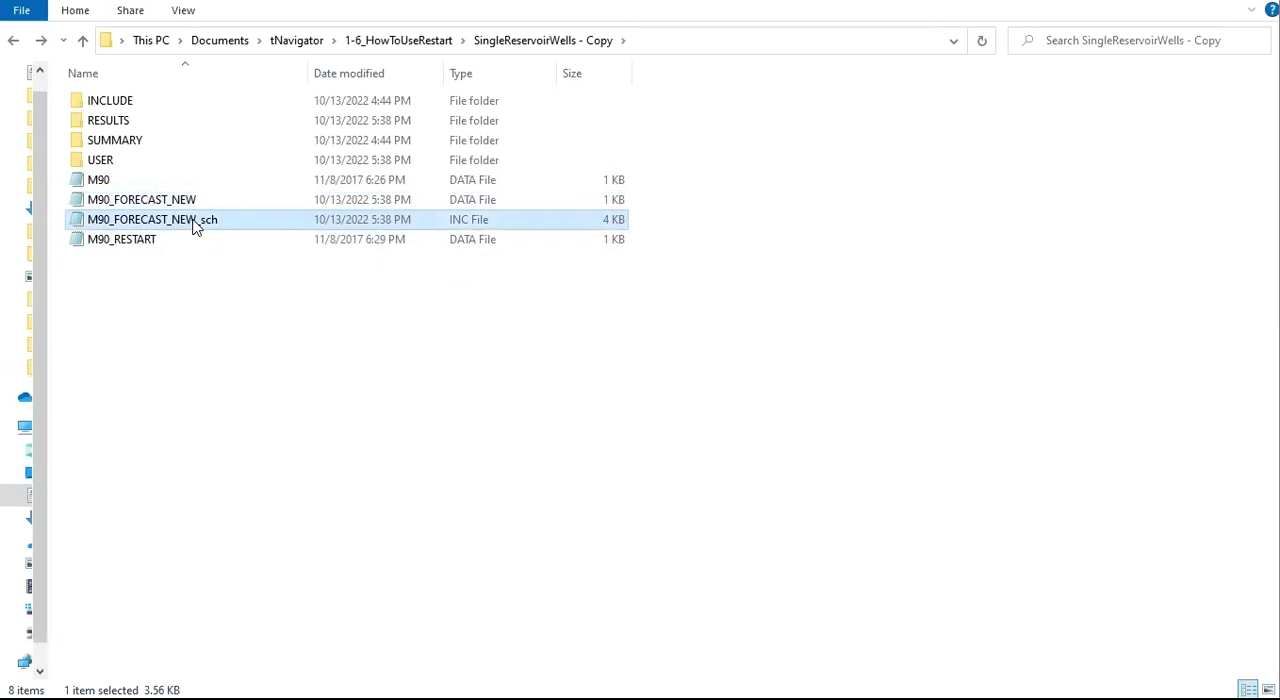 File Home Share View
This PC Documents tNavigator 1-6_HowToUseRestart SingleReservoirWells - Copy Search SingleReservoirWells - Copy
Name Date modified Type Size
INCLUDE 10/13/2022 4:44 PM File folder
RESULTS 10/13/2022 5:38 PM File folder
SUMMARY 10/13/2022 4:44 PM File folder
USER 10/13/2022 5:38 PM File folder
M90 11/8/2017 6:26 PM DATA File 1 KB
M90_FORECAST_NEW 10/13/2022 5:38 PM DATA File 1 KB
M90_FORECAST_NEW_sch 10/13/2022 5:38 PM INC File 4 KB
M90_RESTART 11/8/2017 6:29 PM DATA File 1 KB
8 items 1 item selected 3.56 KB